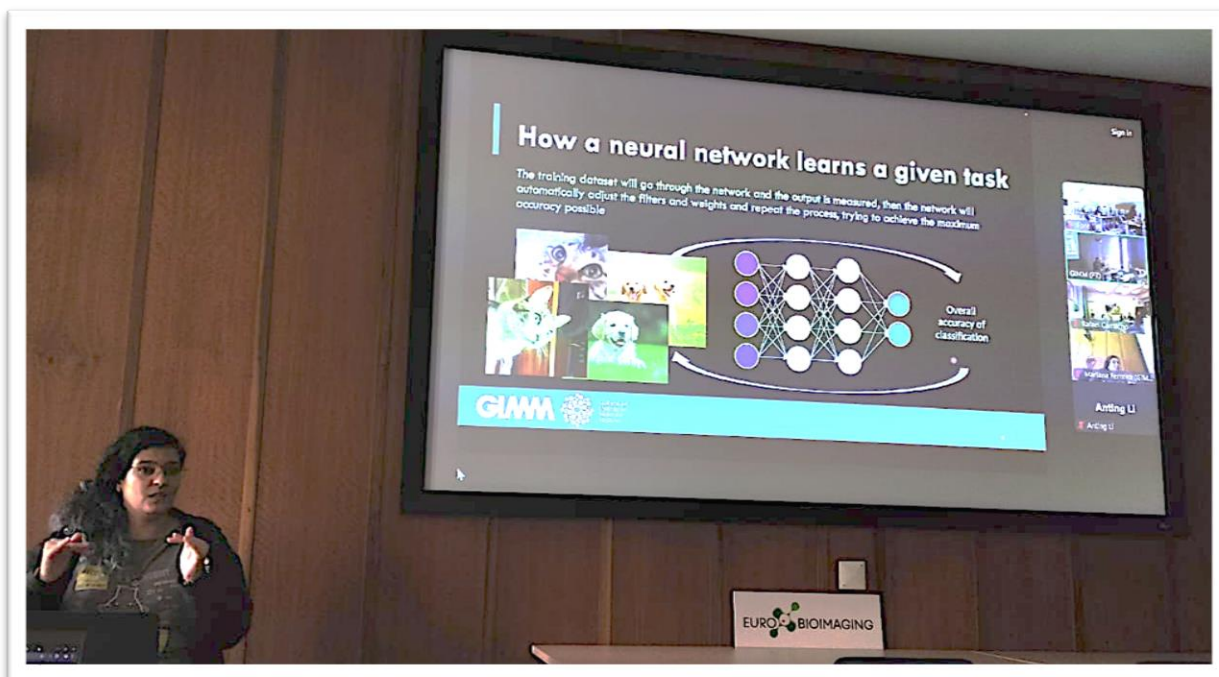 Sign in
How a neural network learns a given task
The training dataset will go through the network and the output is measured, then the network will
automatically adjust the filters and weights and repeat the process, trying to achieve the maximum
accuracy possible
Overall
accuracy of
classification
GIMM
GIMM (PT)
Anting Li
Anting Li
EURO BIOIMAGING